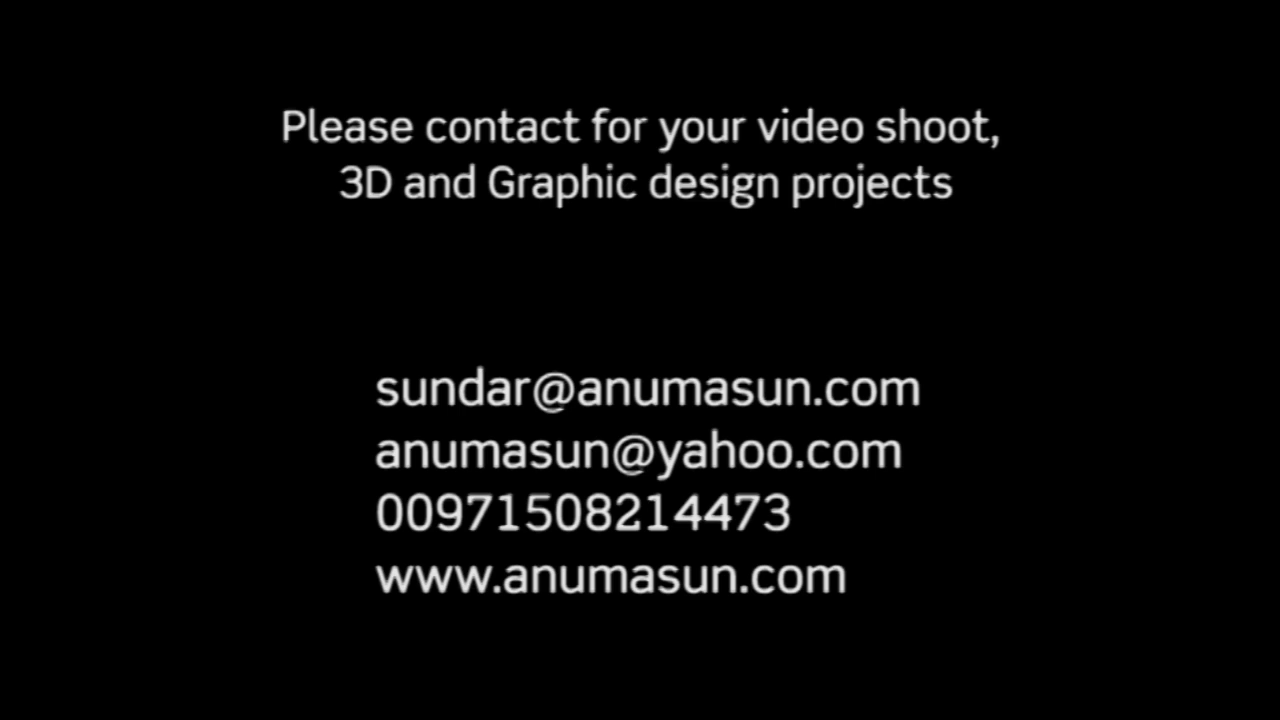 Please contact for your video shoot,
3D and Graphic design projects
sundar@anumasun.com
anumasun@yahoo.com
00971508214473
www.anumasun.com